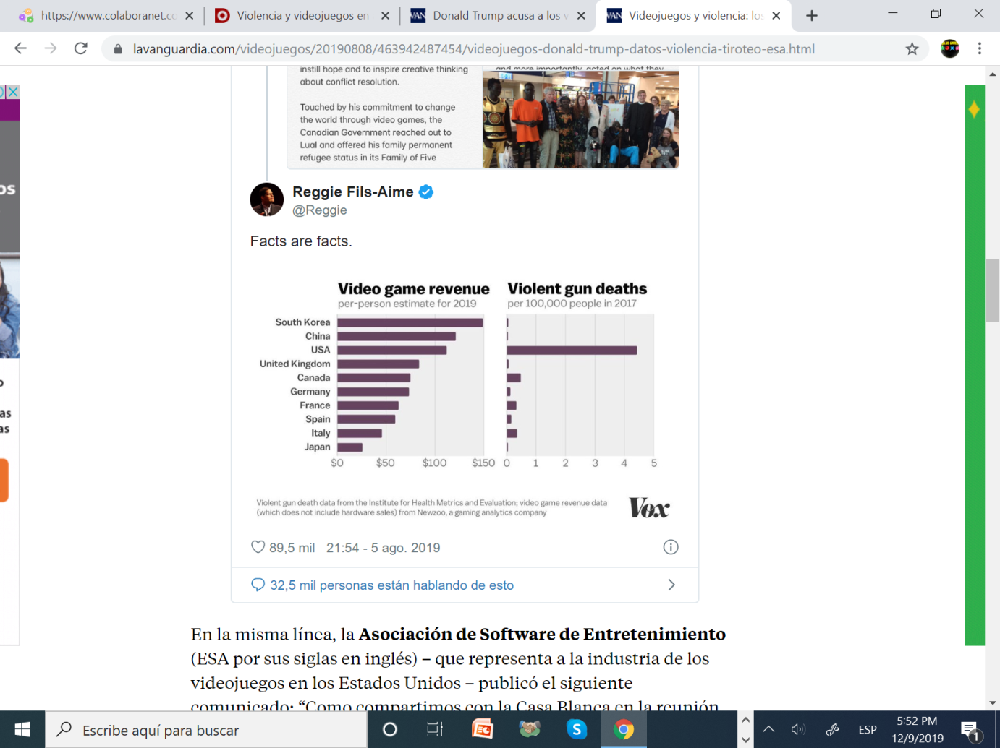 https://www.colaboranet.co
Violencia y videojuegos en
VAN Donald Trump acusa a los v
VAN Videojuegos y violencia: los
lavanguardia.com/videojuegos/20190808/463942487454/videojuegos-donald-trump-datos-violencia-tiroteo-esa.html
instill hope and to inspire creative thinking
about conflict resolution.
and more importantly, acted on what they
Touched by his commitment to change
the world through video games, the
Canadian Government reached out to
Lual and offered his family permanent
refugee status in its Family of Five
os
as
as
Reggie Fils-Aime
@Reggie
Facts are facts.
Video game revenue
per-person estimate for 2019
Violent gun deaths
per 100,000 people in 2017
South Korea
China
USA
United Kingdom
Canada
Germany
France
Spain
Italy
Japan
$0 $50 $100 $150
0 1 2 3 4 5
Violent gun death data from the Institute for Health Metrics and Evaluation; video game revenue data
(which does not include hardware sales) from Newzoo, a gaming analytics company
Vox
89,5 mil 21:54 - 5 ago. 2019
32,5 mil personas están hablando de esto
En la misma línea, la Asociación de Software de Entretenimiento
(ESA por sus siglas en inglés) – que representa a la industria de los
videojuegos en los Estados Unidos – publicó el siguiente
comunicado: “Como compartimos con la Casa Blanca en la reunión
Escribe aquí para buscar
ESP
5:52 PM
12/9/2019
1